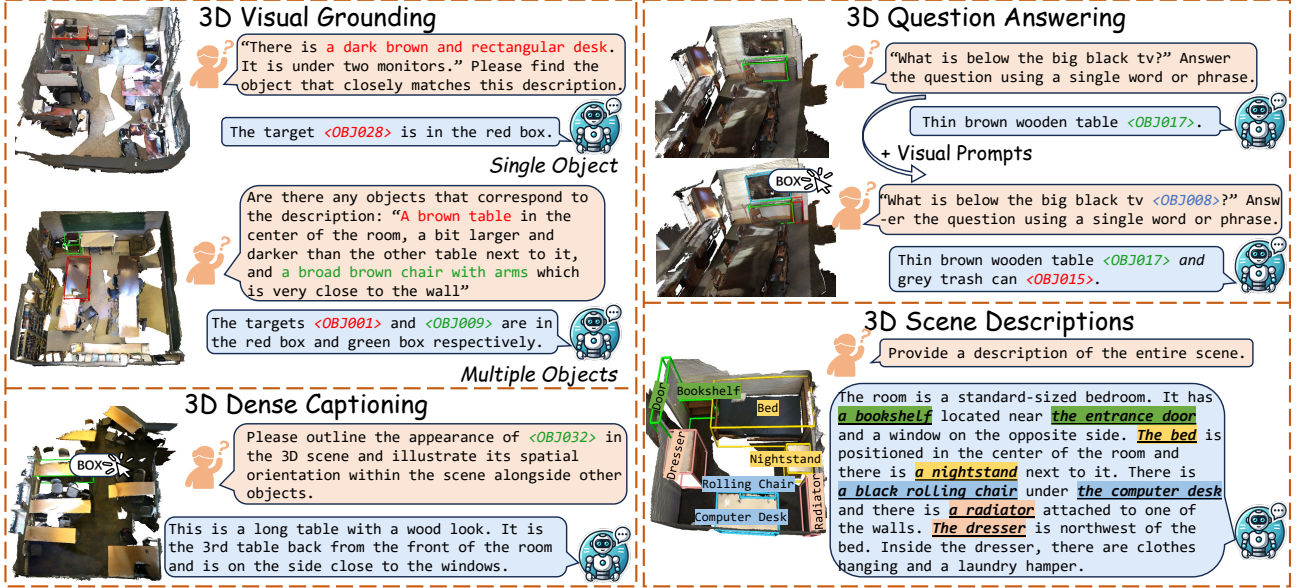 3D Visual Grounding
"There is a dark brown and rectangular desk.
It is under two monitors." Please find the
object that closely matches this description.
The target <OBJ028> is in the red box.
Single Object
Are there any objects that correspond to
the description: "A brown table in the
center of the room, a bit larger and
darker than the other table next to it,
and a broad brown chair with arms which
is very close to the wall"
The targets <OBJ001> and <OBJ009> are in
the red box and green box respectively.
Multiple Objects
3D Dense Captioning
BOX
Please outline the appearance of <OBJ032> in
the 3D scene and illustrate its spatial
orientation within the scene alongside other
objects.
This is a long table with a wood look. It is
the 3rd table back from the front of the room
and is on the side close to the windows.
3D Question Answering
"What is below the big black tv?" Answer
the question using a single word or phrase.
Thin brown wooden table <OBJ017>.
+ Visual Prompts
BOX
"What is below the big black tv <OBJ008>?" Answ
-er the question using a single word or phrase.
Thin brown wooden table <OBJ017> and
grey trash can <OBJ015>.
3D Scene Descriptions
Provide a description of the entire scene.
Door
Bookshelf
Bed
Dresser
Nightstand
Rolling Chair
Computer Desk
Radiator
The room is a standard-sized bedroom. It has
a bookshelf located near the entrance door
and a window on the opposite side. The bed is
positioned in the center of the room and
there is a nightstand next to it. There is
a black rolling chair under the computer desk
and there is a radiator attached to one of
the walls. The dresser is northwest of the
bed. Inside the dresser, there are clothes
hanging and a laundry hamper.